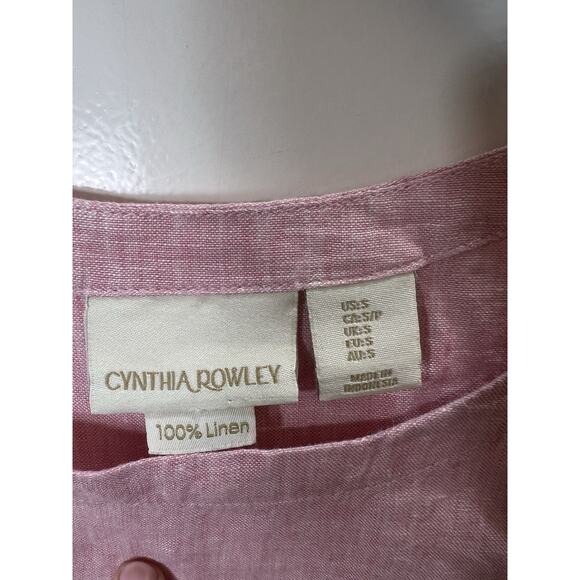 CYNTHIA ROWLEY
100% Linen
US:S
CA:S/P
UK:S
EU:S
AU:S
MADE IN
INDONESIA